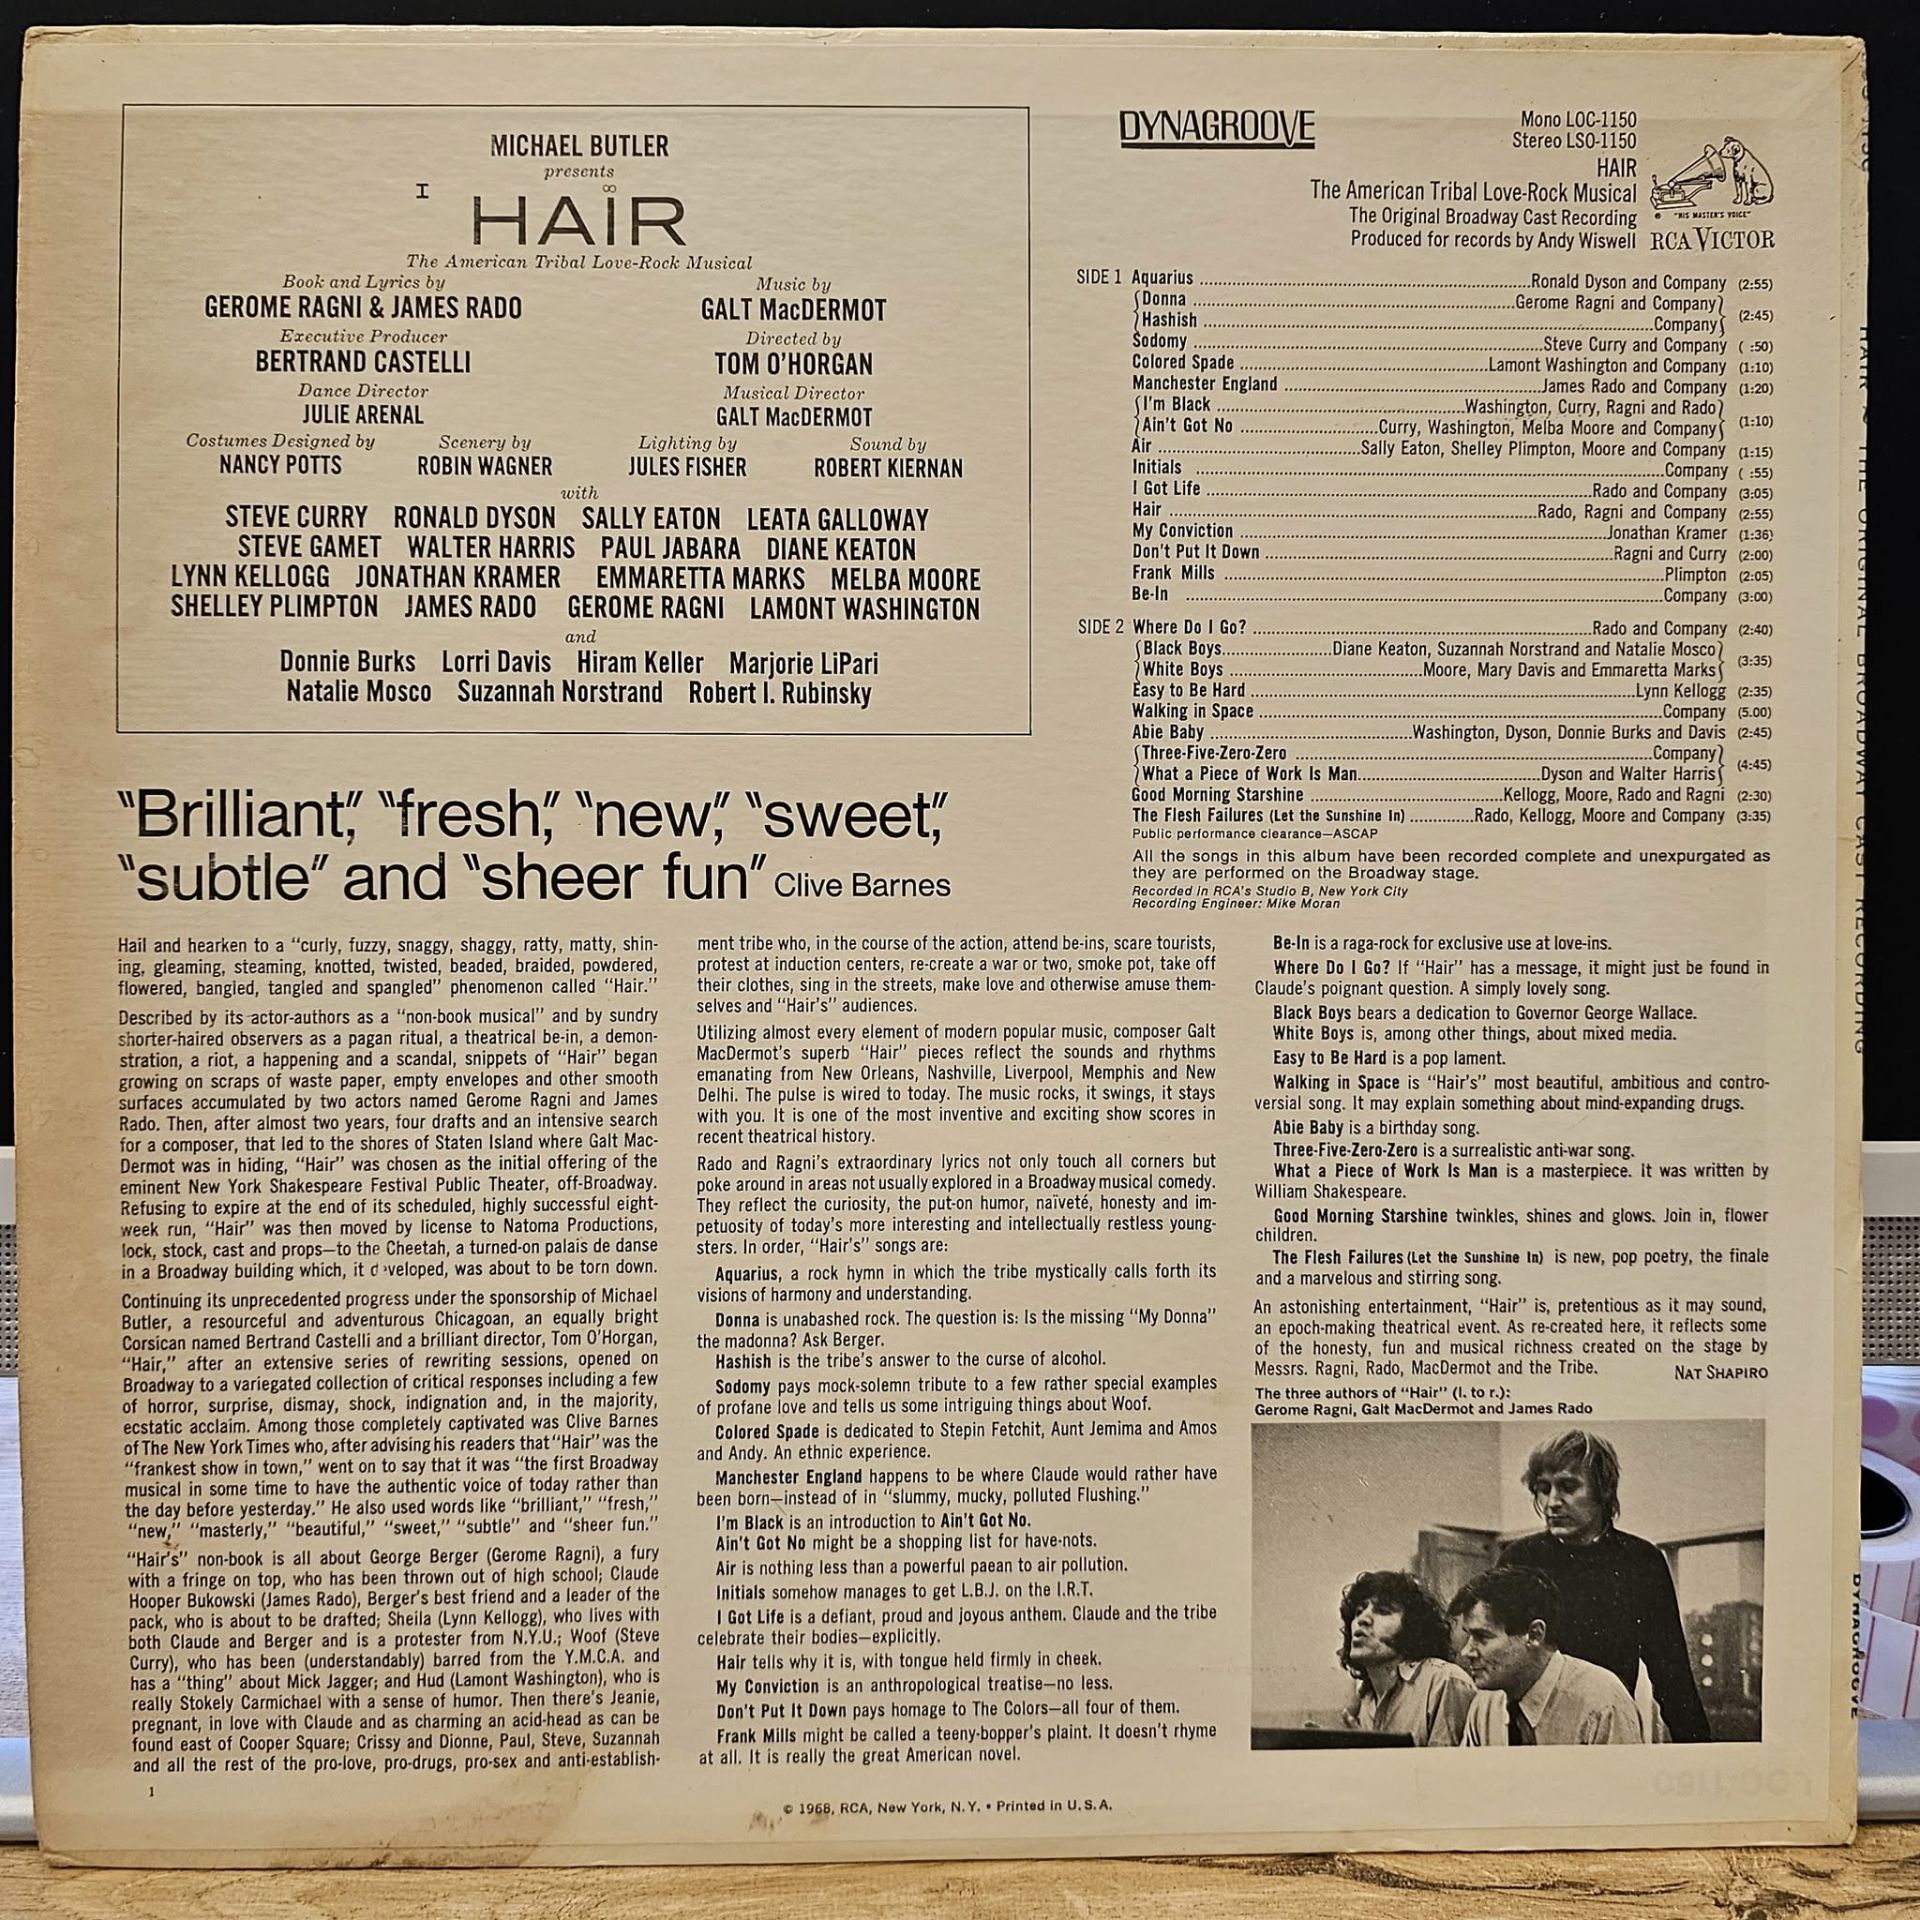 MICHAEL BUTLER
presents
I
HAIR
The American Tribal Love-Rock Musical
Book and Lyrics by
GEROME RAGNI & JAMES RADO
Music by
GALT MacDERMOT
Executive Producer
BERTRAND CASTELLI
Directed by
TOM O'HORGAN
Dance Director
JULIE ARENAL
Musical Director
GALT MacDERMOT
Costumes Designed by
NANCY POTTS
Scenery by
ROBIN WAGNER
Lighting by
JULES FISHER
Sound by
ROBERT KIERNAN
with
STEVE CURRY RONALD DYSON SALLY EATON LEATA GALLOWAY
STEVE GAMET WALTER HARRIS PAUL JABARA DIANE KEATON
LYNN KELLOGG JONATHAN KRAMER EMMARETTA MARKS MELBA MOORE
SHELLEY PLIMPTON JAMES RADO GEROME RAGNI LAMONT WASHINGTON
and
Donnie Burks Lorri Davis Hiram Keller Marjorie LiPari
Natalie Mosco Suzannah Norstrand Robert I. Rubinsky
DYNAGROOVE
Mono LOC-1150
Stereo LSO-1150
HAIR
The American Tribal Love-Rock Musical
The Original Broadway Cast Recording
Produced for records by Andy Wiswell
"HIS MASTER'S VOICE"
RCA VICTOR
SIDE 1 Aquarius ........ Ronald Dyson and Company (2:55)
{Donna ........ Gerome Ragni and Company} (2:45)
{Hashish ........ Company}
Sodomy ........ Steve Curry and Company ( :50)
Colored Spade ........ Lamont Washington and Company (1:10)
Manchester England ........ James Rado and Company (1:20)
{I'm Black ........ Washington, Curry, Ragni and Rado} (1:10)
{Ain't Got No ........ Curry, Washington, Melba Moore and Company}
Air ........ Sally Eaton, Shelley Plimpton, Moore and Company (1:15)
Initials ........ Company ( :55)
I Got Life ........ Rado and Company (3:05)
Hair ........ Rado, Ragni and Company (2:55)
My Conviction ........ Jonathan Kramer (1:36)
Don't Put It Down ........ Ragni and Curry (2:00)
Frank Mills ........ Plimpton (2:05)
Be-In ........ Company (3:00)
SIDE 2 Where Do I Go? ........ Rado and Company (2:40)
{Black Boys ........ Diane Keaton, Suzannah Norstrand and Natalie Mosco} (3:35)
{White Boys ........ Moore, Mary Davis and Emmaretta Marks}
Easy to Be Hard ........ Lynn Kellogg (2:35)
Walking in Space ........ Company (5.00)
Abie Baby ........ Washington, Dyson, Donnie Burks and Davis (2:45)
{Three-Five-Zero-Zero ........ Company} (4:45)
{What a Piece of Work Is Man ........ Dyson and Walter Harris}
Good Morning Starshine ........ Kellogg, Moore, Rado and Ragni (2:30)
The Flesh Failures (Let the Sunshine In) ........ Rado, Kellogg, Moore and Company (3:35)
Public performance clearance—ASCAP
All the songs in this album have been recorded complete and unexpurgated as
they are performed on the Broadway stage.
Recorded in RCA's Studio B, New York City
Recording Engineer: Mike Moran
"Brilliant," "fresh," "new," "sweet,"
"subtle" and "sheer fun" Clive Barnes
Hail and hearken to a "curly, fuzzy, snaggy, shaggy, ratty, matty, shin-
ing, gleaming, steaming, knotted, twisted, beaded, braided, powdered,
flowered, bangled, tangled and spangled" phenomenon called "Hair."
Described by its actor-authors as a "non-book musical" and by sundry
shorter-haired observers as a pagan ritual, a theatrical be-in, a demon-
stration, a riot, a happening and a scandal, snippets of "Hair" began
growing on scraps of waste paper, empty envelopes and other smooth
surfaces accumulated by two actors named Gerome Ragni and James
Rado. Then, after almost two years, four drafts and an intensive search
for a composer, that led to the shores of Staten Island where Galt Mac-
Dermot was in hiding, "Hair" was chosen as the initial offering of the
eminent New York Shakespeare Festival Public Theater, off-Broadway.
Refusing to expire at the end of its scheduled, highly successful eight-
week run, "Hair" was then moved by license to Natoma Productions,
lock, stock, cast and props—to the Cheetah, a turned-on palais de danse
in a Broadway building which, it developed, was about to be torn down.
Continuing its unprecedented progress under the sponsorship of Michael
Butler, a resourceful and adventurous Chicagoan, an equally bright
Corsican named Bertrand Castelli and a brilliant director, Tom O'Horgan,
"Hair," after an extensive series of rewriting sessions, opened on
Broadway to a variegated collection of critical responses including a few
of horror, surprise, dismay, shock, indignation and, in the majority,
ecstatic acclaim. Among those completely captivated was Clive Barnes
of The New York Times who, after advising his readers that "Hair" was the
"frankest show in town," went on to say that it was "the first Broadway
musical in some time to have the authentic voice of today rather than
the day before yesterday." He also used words like "brilliant," "fresh,"
"new," "masterly," "beautiful," "sweet," "subtle" and "sheer fun."
"Hair's" non-book is all about George Berger (Gerome Ragni), a fury
with a fringe on top, who has been thrown out of high school; Claude
Hooper Bukowski (James Rado), Berger's best friend and a leader of the
pack, who is about to be drafted; Sheila (Lynn Kellogg), who lives with
both Claude and Berger and is a protester from N.Y.U.; Woof (Steve
Curry), who has been (understandably) barred from the Y.M.C.A. and
has a "thing" about Mick Jagger; and Hud (Lamont Washington), who is
really Stokely Carmichael with a sense of humor. Then there's Jeanie,
pregnant, in love with Claude and as charming an acid-head as can be
found east of Cooper Square; Crissy and Dionne, Paul, Steve, Suzannah
and all the rest of the pro-love, pro-drugs, pro-sex and anti-establish-
ment tribe who, in the course of the action, attend be-ins, scare tourists,
protest at induction centers, re-create a war or two, smoke pot, take off
their clothes, sing in the streets, make love and otherwise amuse them-
selves and "Hair's" audiences.
Utilizing almost every element of modern popular music, composer Galt
MacDermot's superb "Hair" pieces reflect the sounds and rhythms
emanating from New Orleans, Nashville, Liverpool, Memphis and New
Delhi. The pulse is wired to today. The music rocks, it swings, it stays
with you. It is one of the most inventive and exciting show scores in
recent theatrical history.
Rado and Ragni's extraordinary lyrics not only touch all corners but
poke around in areas not usually explored in a Broadway musical comedy.
They reflect the curiosity, the put-on humor, naïveté, honesty and im-
petuosity of today's more interesting and intellectually restless young-
sters. In order, "Hair's" songs are:
Aquarius, a rock hymn in which the tribe mystically calls forth its
visions of harmony and understanding.
Donna is unabashed rock. The question is: Is the missing "My Donna"
the madonna? Ask Berger.
Hashish is the tribe's answer to the curse of alcohol.
Sodomy pays mock-solemn tribute to a few rather special examples
of profane love and tells us some intriguing things about Woof.
Colored Spade is dedicated to Stepin Fetchit, Aunt Jemima and Amos
and Andy. An ethnic experience.
Manchester England happens to be where Claude would rather have
been born—instead of in "slummy, mucky, polluted Flushing."
I'm Black is an introduction to Ain't Got No.
Ain't Got No might be a shopping list for have-nots.
Air is nothing less than a powerful paean to air pollution.
Initials somehow manages to get L.B.J. on the I.R.T.
I Got Life is a defiant, proud and joyous anthem. Claude and the tribe
celebrate their bodies—explicitly.
Hair tells why it is, with tongue held firmly in cheek.
My Conviction is an anthropological treatise—no less.
Don't Put It Down pays homage to The Colors—all four of them.
Frank Mills might be called a teeny-bopper's plaint. It doesn't rhyme
at all. It is really the great American novel.
Be-In is a raga-rock for exclusive use at love-ins.
Where Do I Go? If "Hair" has a message, it might just be found in
Claude's poignant question. A simply lovely song.
Black Boys bears a dedication to Governor George Wallace.
White Boys is, among other things, about mixed media.
Easy to Be Hard is a pop lament.
Walking in Space is "Hair's" most beautiful, ambitious and contro-
versial song. It may explain something about mind-expanding drugs.
Abie Baby is a birthday song.
Three-Five-Zero-Zero is a surrealistic anti-war song.
What a Piece of Work Is Man is a masterpiece. It was written by
William Shakespeare.
Good Morning Starshine twinkles, shines and glows. Join in, flower
children.
The Flesh Failures (Let the Sunshine In) is new, pop poetry, the finale
and a marvelous and stirring song.
An astonishing entertainment, "Hair" is, pretentious as it may sound,
an epoch-making theatrical event. As re-created here, it reflects some
of the honesty, fun and musical richness created on the stage by
Messrs. Ragni, Rado, MacDermot and the Tribe.
NAT SHAPIRO
The three authors of "Hair" (l. to r.):
Gerome Ragni, Galt MacDermot and James Rado
1
© 1968, RCA, New York, N.Y. • Printed in U.S.A.
THE ORIGINAL BROADWAY CAST RECORDING
DYNAGROOVE